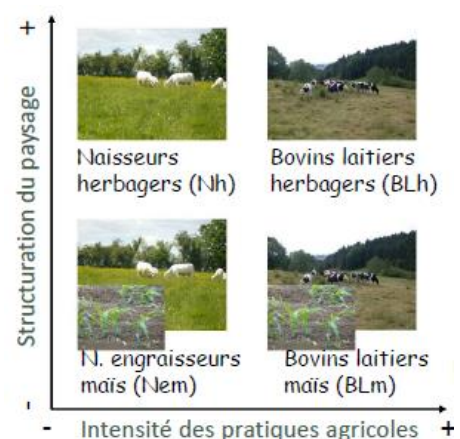 +
Structuration du paysage
Naisseurs
herbagers (Nh)
Bovins laitiers
herbagers (BLh)
N. engraisseurs
maïs (Nem)
Bovins laitiers
maïs (BLm)
-
- Intensité des pratiques agricoles +